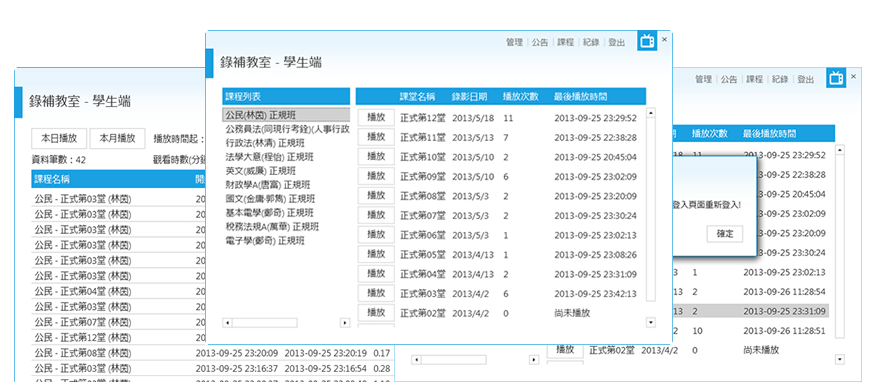 管理 | 公告 | 課程 | 紀錄 | 登出
錄補教室 - 學生端
課程列表
公民(林茵) 正規班
公務員法(同現行考銓)(人事行政
行政法(林清) 正規班
法學大意(程怡) 正規班
英文(威廉) 正規班
財政學A(唐富) 正規班
國文(金庸·郭雋) 正規班
基本電學(鄭奇) 正規班
稅務法規A(萬華) 正規班
電子學(鄭奇) 正規班
課堂名稱 錄影日期 播放次數 最後播放時間
播放 正式第12堂 2013/5/18 11 2013-09-25 23:29:52
播放 正式第11堂 2013/5/13 7 2013-09-25 22:38:28
播放 正式第10堂 2013/5/10 2 2013-09-25 20:45:04
播放 正式第09堂 2013/5/10 6 2013-09-25 23:02:09
播放 正式第08堂 2013/5/3 2 2013-09-25 23:20:09
播放 正式第07堂 2013/5/3 2 2013-09-25 23:30:24
播放 正式第06堂 2013/5/3 1 2013-09-25 23:02:13
播放 正式第05堂 2013/4/13 1 2013-09-25 23:08:26
播放 正式第04堂 2013/4/13 2 2013-09-25 23:31:09
播放 正式第03堂 2013/4/2 6 2013-09-25 23:42:13
播放 正式第02堂 2013/4/2 0 尚未播放
錄補教室 - 學生端
本日播放 本月播放 播放時間起：
資料筆數：42 觀看時數(分鐘
課程名稱 開
公民 - 正式第03堂 (林茵) 20
公民 - 正式第03堂 (林茵) 20
公民 - 正式第03堂 (林茵) 20
公民 - 正式第03堂 (林茵) 20
公民 - 正式第03堂 (林茵) 20
公民 - 正式第03堂 (林茵) 20
公民 - 正式第04堂 (林茵) 20
公民 - 正式第03堂 (林茵) 20
公民 - 正式第07堂 (林茵) 20
公民 - 正式第12堂 (林茵) 20
公民 - 正式第08堂 (林茵) 2013-09-25 23:20:09 2013-09-25 23:20:19 0.17
公民 - 正式第03堂 (林茵) 2013-09-25 23:16:37 2013-09-25 23:16:54 0.28
管理 | 公告 | 課程 | 紀錄 | 登出
播放次數 最後播放時間
18 11 2013-09-25 23:29:52
2013-09-25 22:38:28
2013-09-25 20:45:04
登入頁面重新登入!
2013-09-25 23:02:09
確定
2013-09-25 23:20:09
2013-09-25 23:30:24
3 1 2013-09-25 23:02:13
13 2 2013-09-26 11:28:54
13 2 2013-09-25 23:31:09
2 10 2013-09-26 11:28:51
播放 正式第02堂 2013/4/2 0 尚未播放